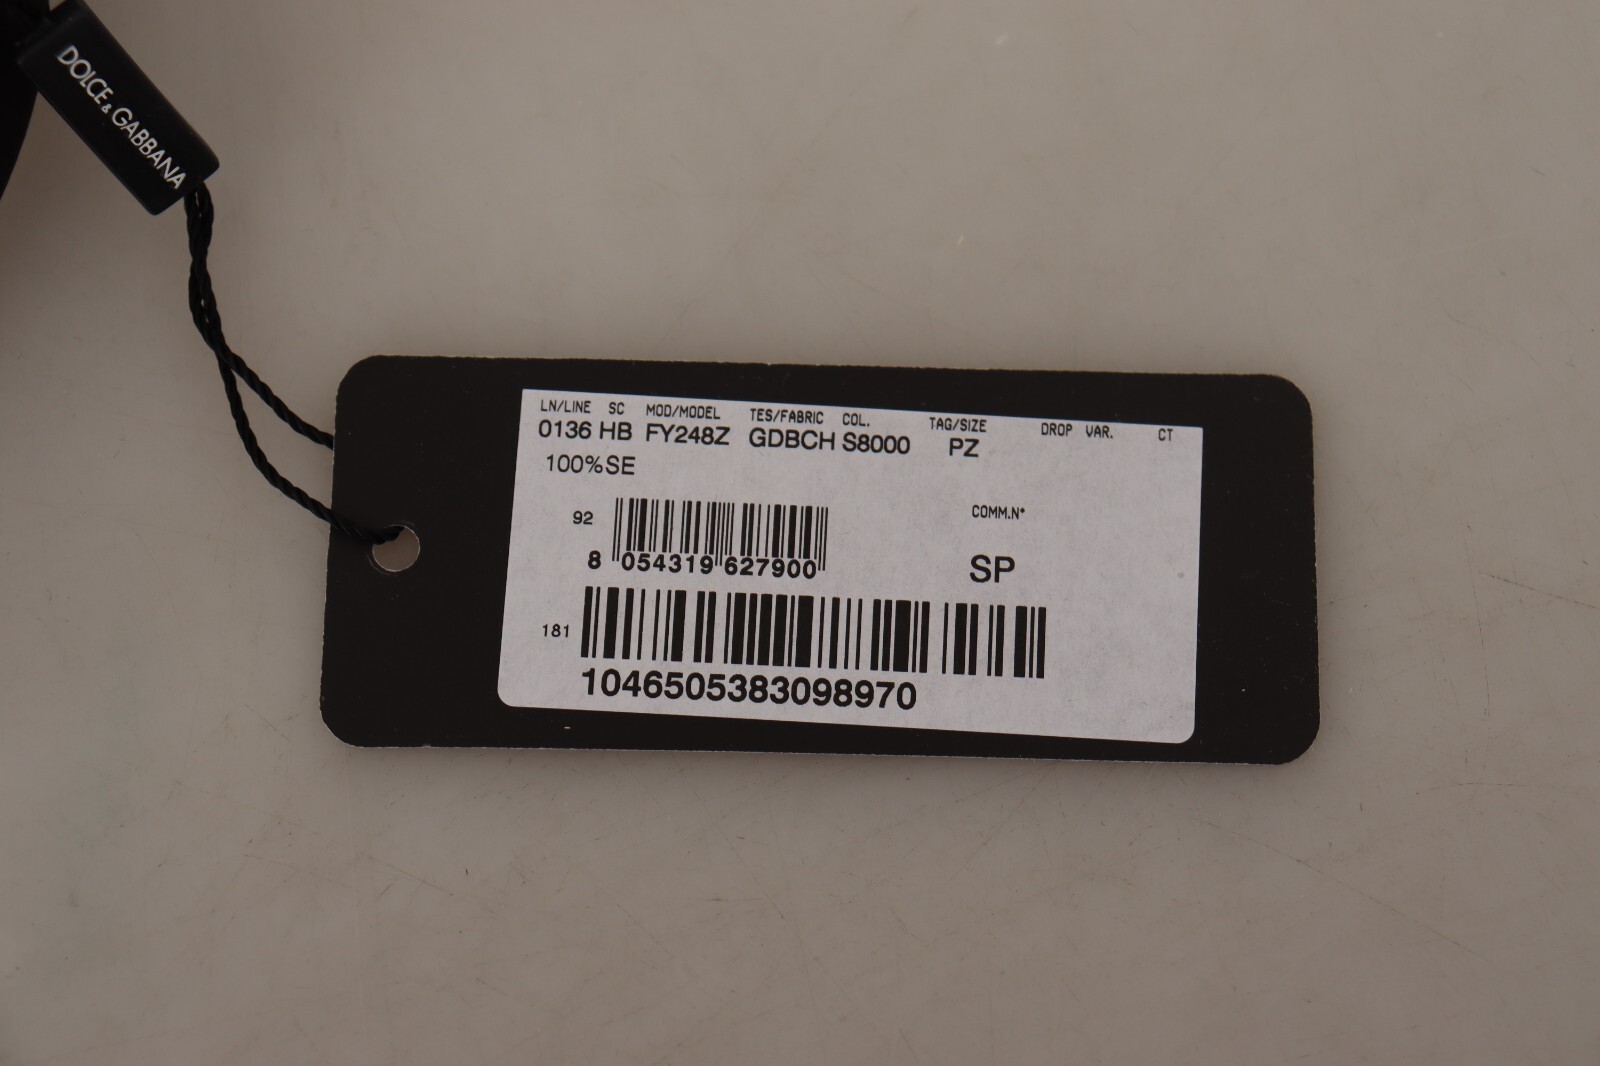 DOLCE&GABBANA
LN/LINE SC MOD/MODEL TES/FABRIC COL. TAG/SIZE DROP VAR. CT
0136 HB FY248Z GDBCH S8000 PZ
100%SE
92 COMM.N°
8 054319 627900 SP
181
1046505383098970